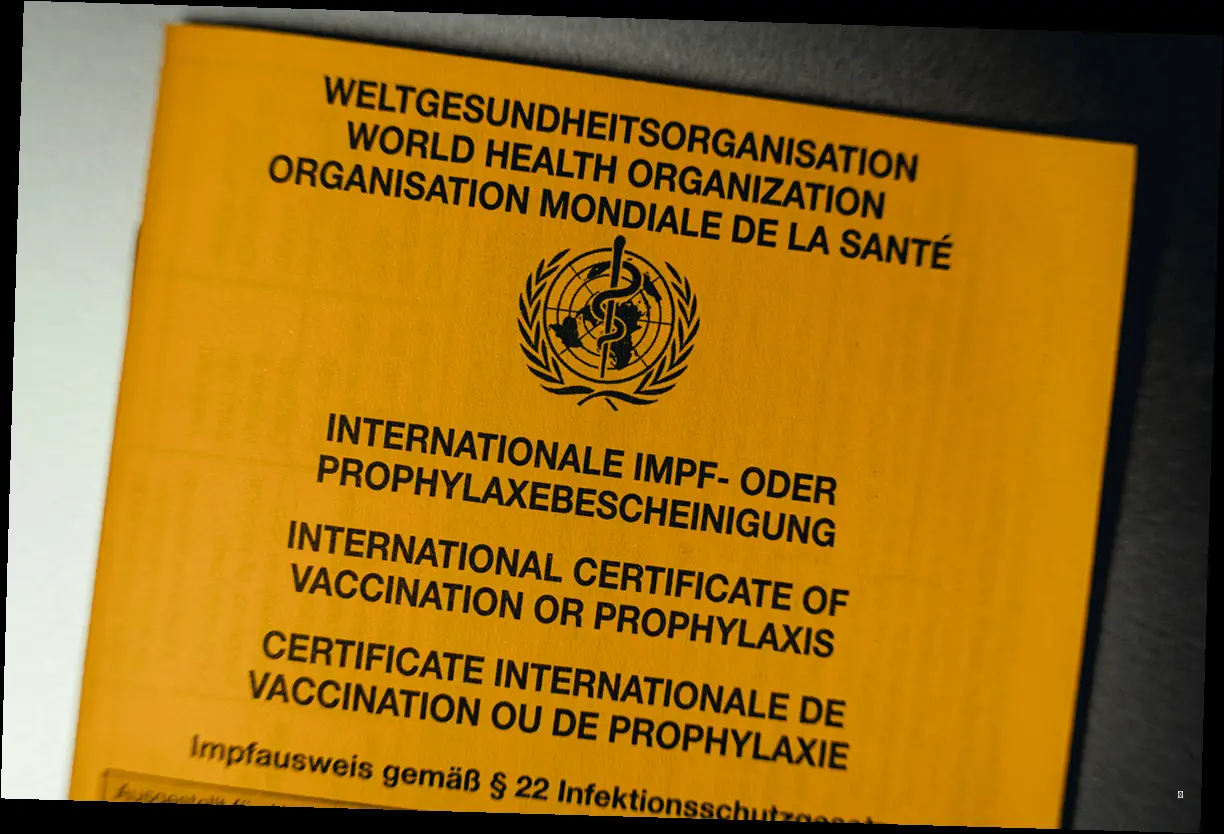 WELTGESUNDHEITSORGANISATION
WORLD HEALTH ORGANIZATION
ORGANISATION MONDIALE DE LA SANTÉ
INTERNATIONALE IMPF- ODER
PROPHYLAXEBESCHEINIGUNG
INTERNATIONAL CERTIFICATE OF
VACCINATION OR PROPHYLAXIS
CERTIFICATE INTERNATIONALE DE
VACCINATION OU DE PROPHYLAXIE
Impfausweis gemäß § 22 Infektionsschutzgesetz